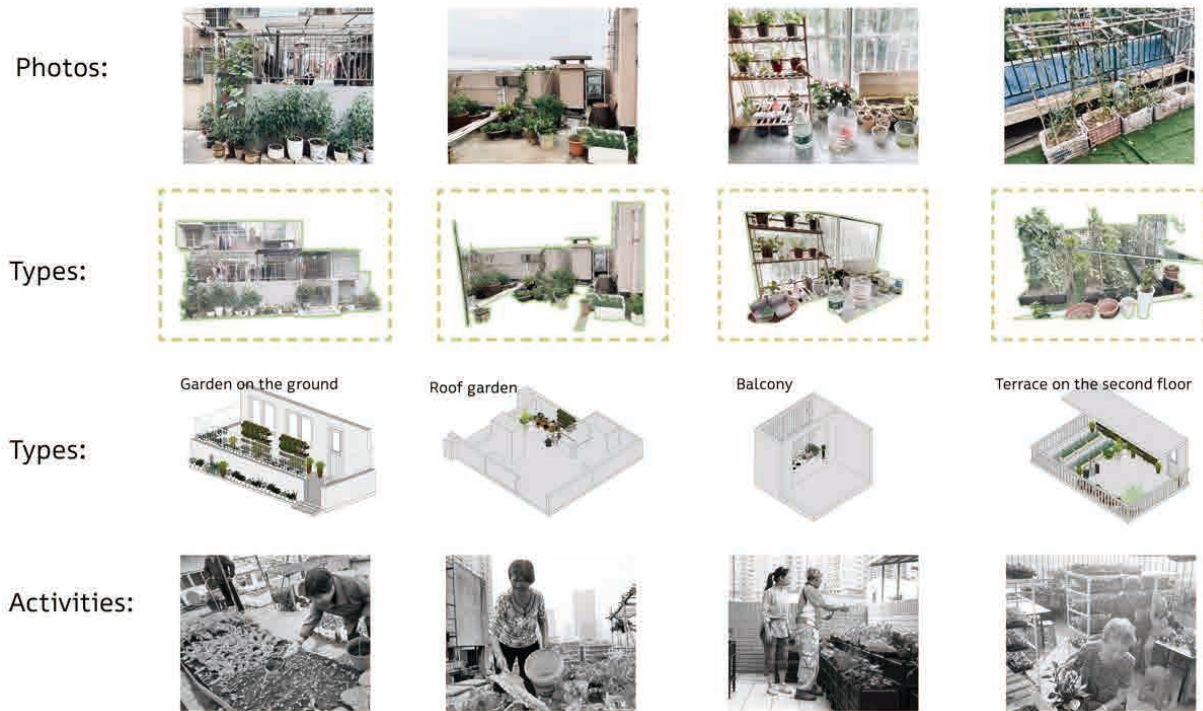 Photos:
Types:
Garden on the ground
Roof garden
Balcony
Terrace on the second floor
Types:
Activities: